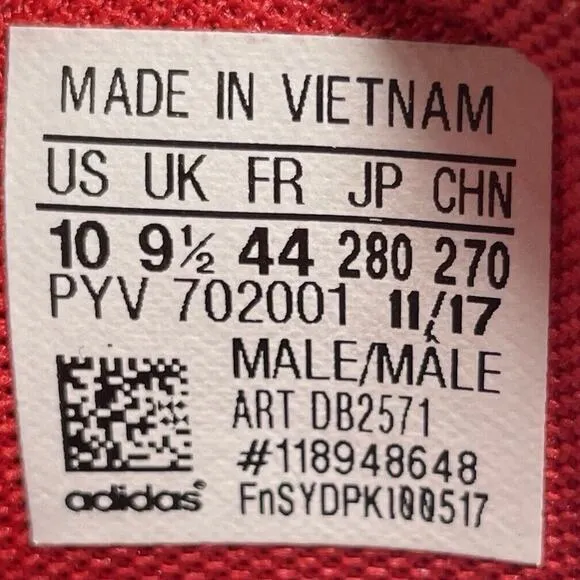 MADE IN VIETNAM
US UK FR JP CHN
10 9½ 44 280 270
PYV 702001 11/17
MALE/MÂLE
ART DB2571
#118948648
adidas® FnSYDPK100517